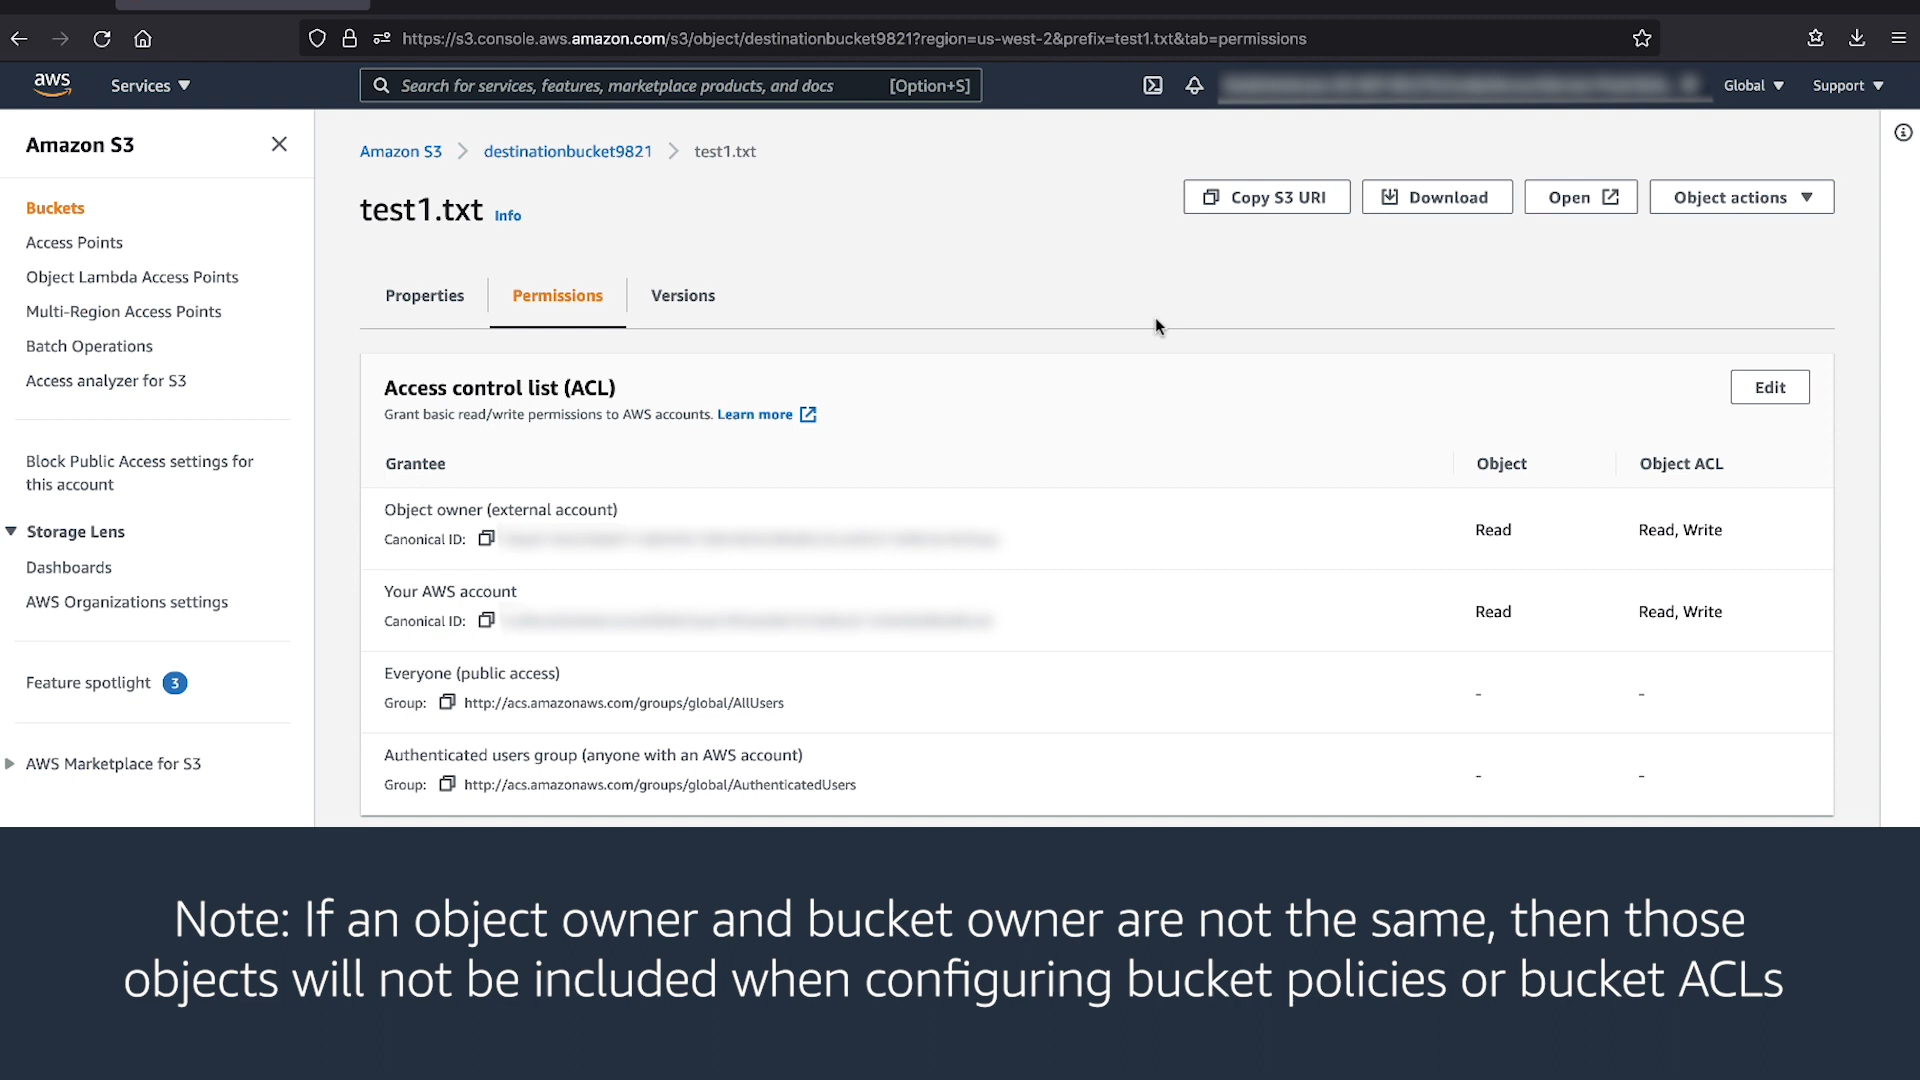 https://s3.console.aws.amazon.com/s3/object/destinationbucket9821?region=us-west-2&prefix=test1.txt&tab=permissions
aws Services ▼ Search for services, features, marketplace products, and docs [Option+S] Global ▼ Support ▼
Amazon S3
Buckets
Access Points
Object Lambda Access Points
Multi-Region Access Points
Batch Operations
Access analyzer for S3
Block Public Access settings for
this account
Storage Lens
Dashboards
AWS Organizations settings
Feature spotlight 3
AWS Marketplace for S3
Amazon S3 > destinationbucket9821 > test1.txt
test1.txt Info
Copy S3 URI Download Open Object actions ▼
Properties Permissions Versions
Access control list (ACL)
Edit
Grant basic read/write permissions to AWS accounts. Learn more
Grantee Object Object ACL
Object owner (external account)
Canonical ID:
Read Read, Write
Your AWS account
Canonical ID:
Read Read, Write
Everyone (public access)
Group: http://acs.amazonaws.com/groups/global/AllUsers
- -
Authenticated users group (anyone with an AWS account)
Group: http://acs.amazonaws.com/groups/global/AuthenticatedUsers
- -
Note: If an object owner and bucket owner are not the same, then those
objects will not be included when configuring bucket policies or bucket ACLs